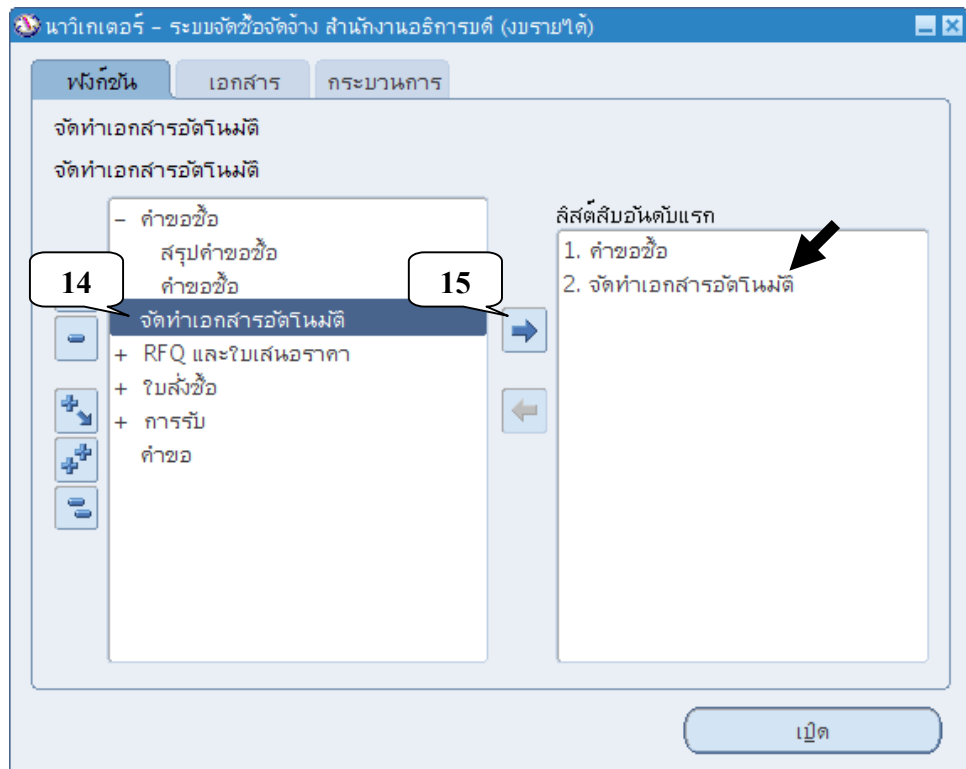 นาวิเกเตอร์ – ระบบจัดซื้อจัดจ้าง สำนักงานอธิการบดี (งบรายได้)
ฟังก์ชัน เอกสาร กระบวนการ
จัดทำเอกสารอัตโนมัติ
จัดทำเอกสารอัตโนมัติ
– คำขอซื้อ
สรุปคำขอซื้อ
คำขอซื้อ
จัดทำเอกสารอัตโนมัติ
+ RFQ และใบเสนอราคา
+ ใบสั่งซื้อ
+ การรับ
คำขอ
14
15
ลิสต์สิบอันดับแรก
1. คำขอซื้อ
2. จัดทำเอกสารอัตโนมัติ
เปิด